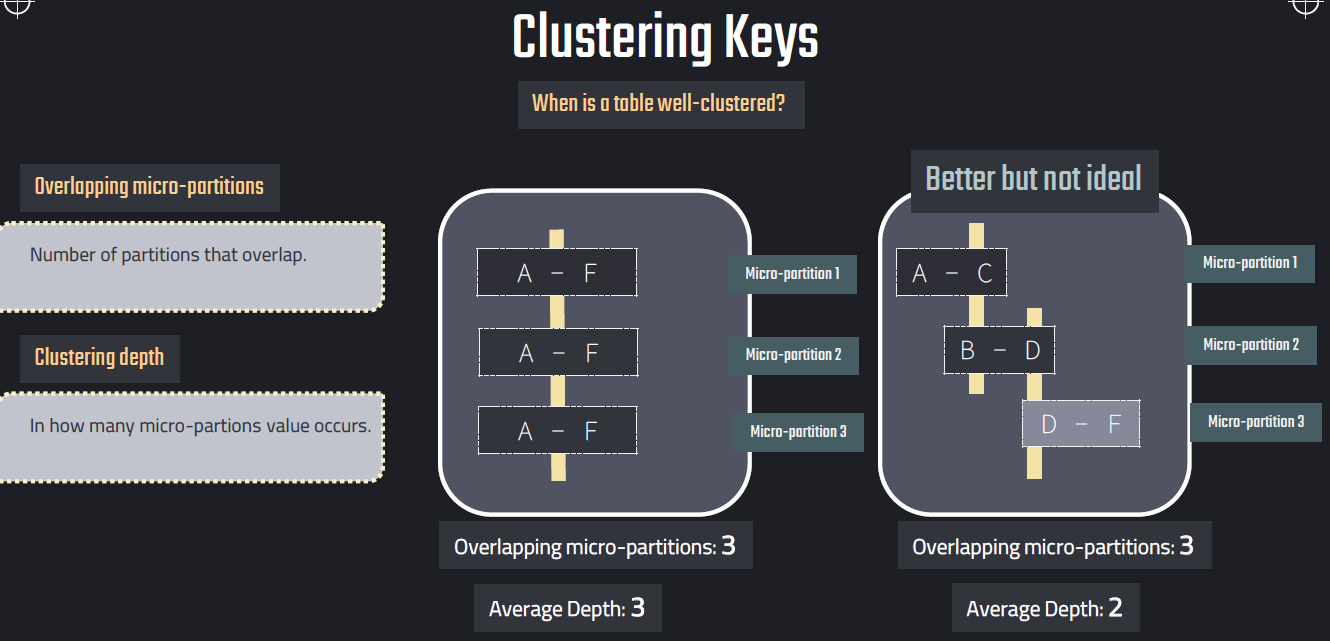 Clustering Keys
When is a table well-clustered?
Overlapping micro-partitions
Number of partitions that overlap.
Clustering depth
In how many micro-partions value occurs.
A – F
A – F
A – F
Micro-partition 1
Micro-partition 2
Micro-partition 3
Overlapping micro-partitions: 3
Average Depth: 3
Better but not ideal
A – C
B – D
D – F
Micro-partition 1
Micro-partition 2
Micro-partition 3
Overlapping micro-partitions: 3
Average Depth: 2